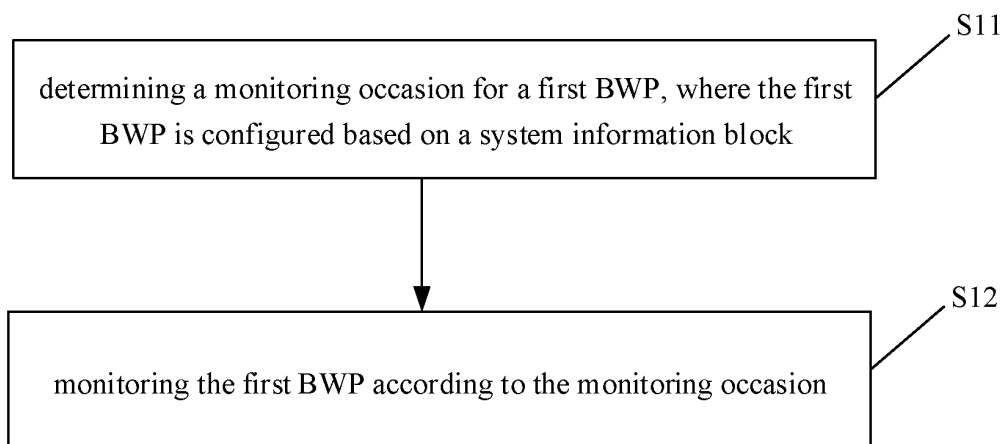 S11
determining a monitoring occasion for a first BWP, where the first
BWP is configured based on a system information block
S12
monitoring the first BWP according to the monitoring occasion